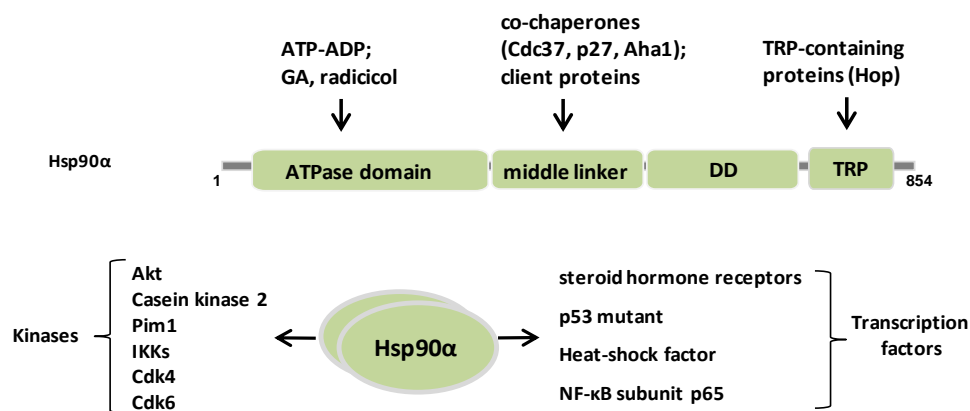 ATP-ADP;
GA, radicicol
co-chaperones
(Cdc37, p27, Aha1);
client proteins
TRP-containing
proteins (Hop)
Hsp90α
1
ATPase domain
middle linker
DD
TRP
854
Kinases
Akt
Casein kinase 2
Pim1
IKKs
Cdk4
Cdk6
Hsp90α
steroid hormone receptors
p53 mutant
Heat-shock factor
NF-κB subunit p65
Transcription
factors